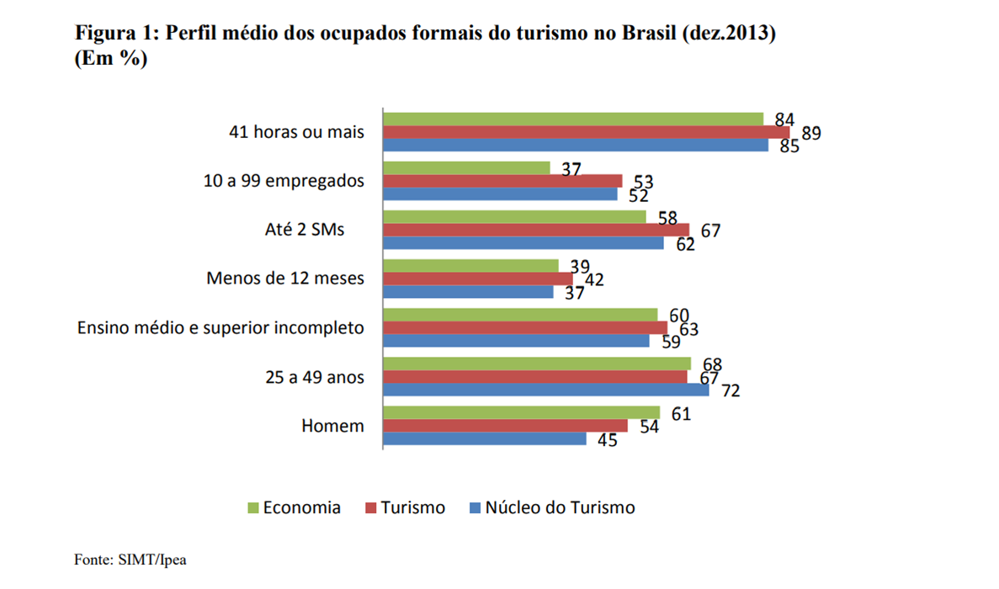 Figura 1: Perfil médio dos ocupados formais do turismo no Brasil (dez.2013)
(Em %)
41 horas ou mais
84
89
85
10 a 99 empregados
37
53
52
Até 2 SMs
58
67
62
Menos de 12 meses
39
42
37
Ensino médio e superior incompleto
60
63
59
25 a 49 anos
68
67
72
Homem
61
54
45
Economia Turismo Núcleo do Turismo
Fonte: SIMT/Ipea